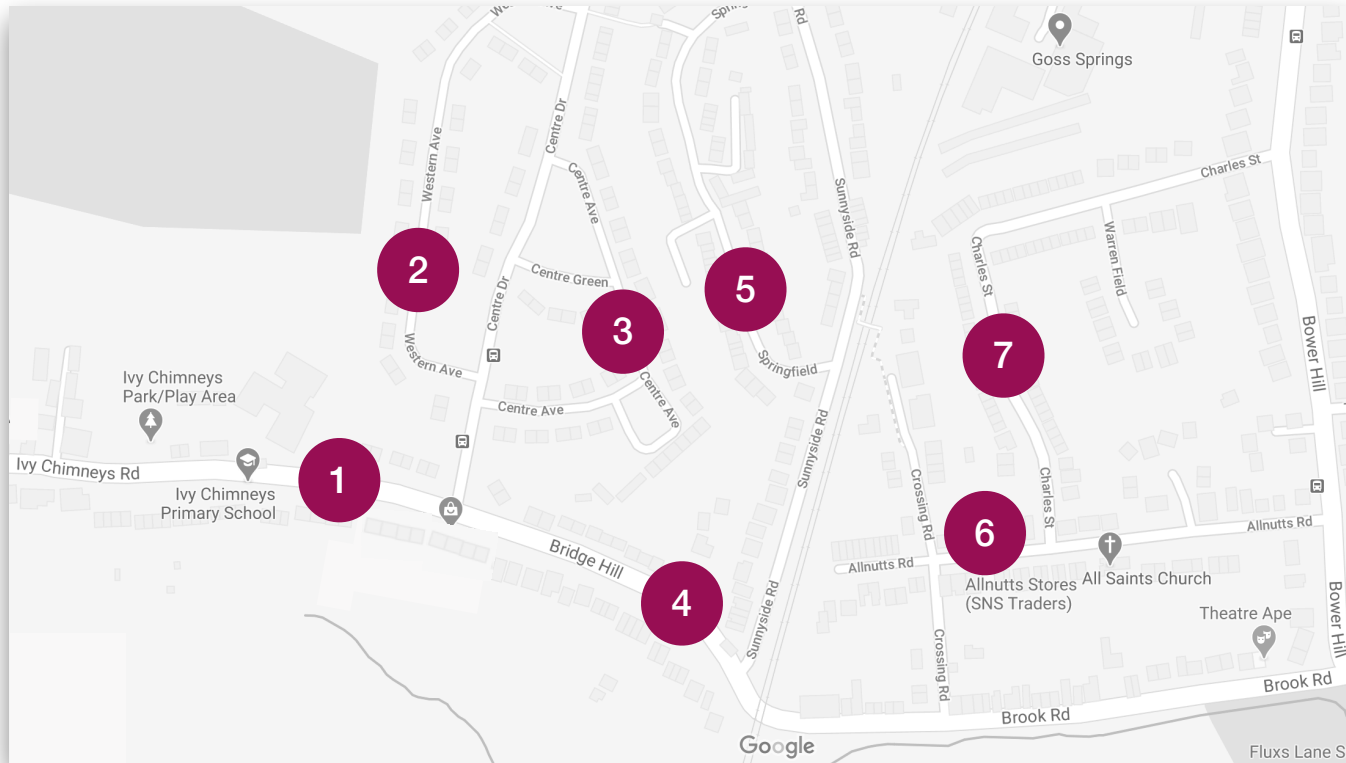 Western Ave
Spring
Rd
Goss Springs
Centre Dr
Western Ave
Charles St
Centre Ave
Sunnyside Rd
Warren Field
Charles St
2
Centre Green
5
Centre Dr
3
Bower Hill
7
Western Ave
Springfield
Ivy Chimneys
Park/Play Area
Centre Ave
Centre Ave
Sunnyside Rd
Ivy Chimneys Rd
1
Ivy Chimneys
Primary School
Crossing Rd
Charles St
6
Allnutts Rd
Bridge Hill
Allnutts Rd
Allnutts Stores
(SNS Traders)
All Saints Church
4
Sunnyside Rd
Theatre Ape
Bower Hill
Crossing Rd
Brook Rd
Brook Rd
Google
Fluxs Lane S